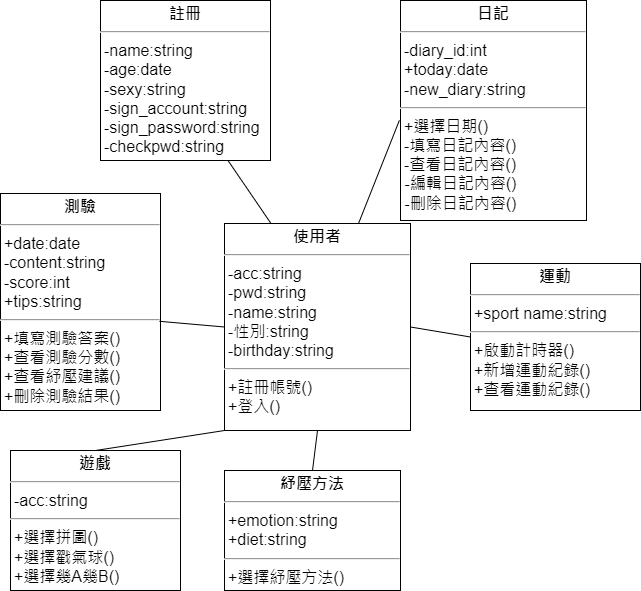 註冊
-name:string
-age:date
-sexy:string
-sign_account:string
-sign_password:string
-checkpwd:string
日記
-diary_id:int
+today:date
-new_diary:string
+選擇日期()
-填寫日記內容()
-查看日記內容()
-編輯日記內容()
-刪除日記內容()
測驗
+date:date
-content:string
-score:int
+tips:string
+填寫測驗答案()
+查看測驗分數()
+查看紓壓建議()
+刪除測驗結果()
使用者
-acc:string
-pwd:string
-name:string
-性別:string
-birthday:string
+註冊帳號()
+登入()
運動
+sport name:string
+啟動計時器()
+新增運動紀錄()
+查看運動紀錄()
遊戲
-acc:string
+選擇拼圖()
+選擇戳氣球()
+選擇幾A幾B()
紓壓方法
+emotion:string
+diet:string
+選擇紓壓方法()